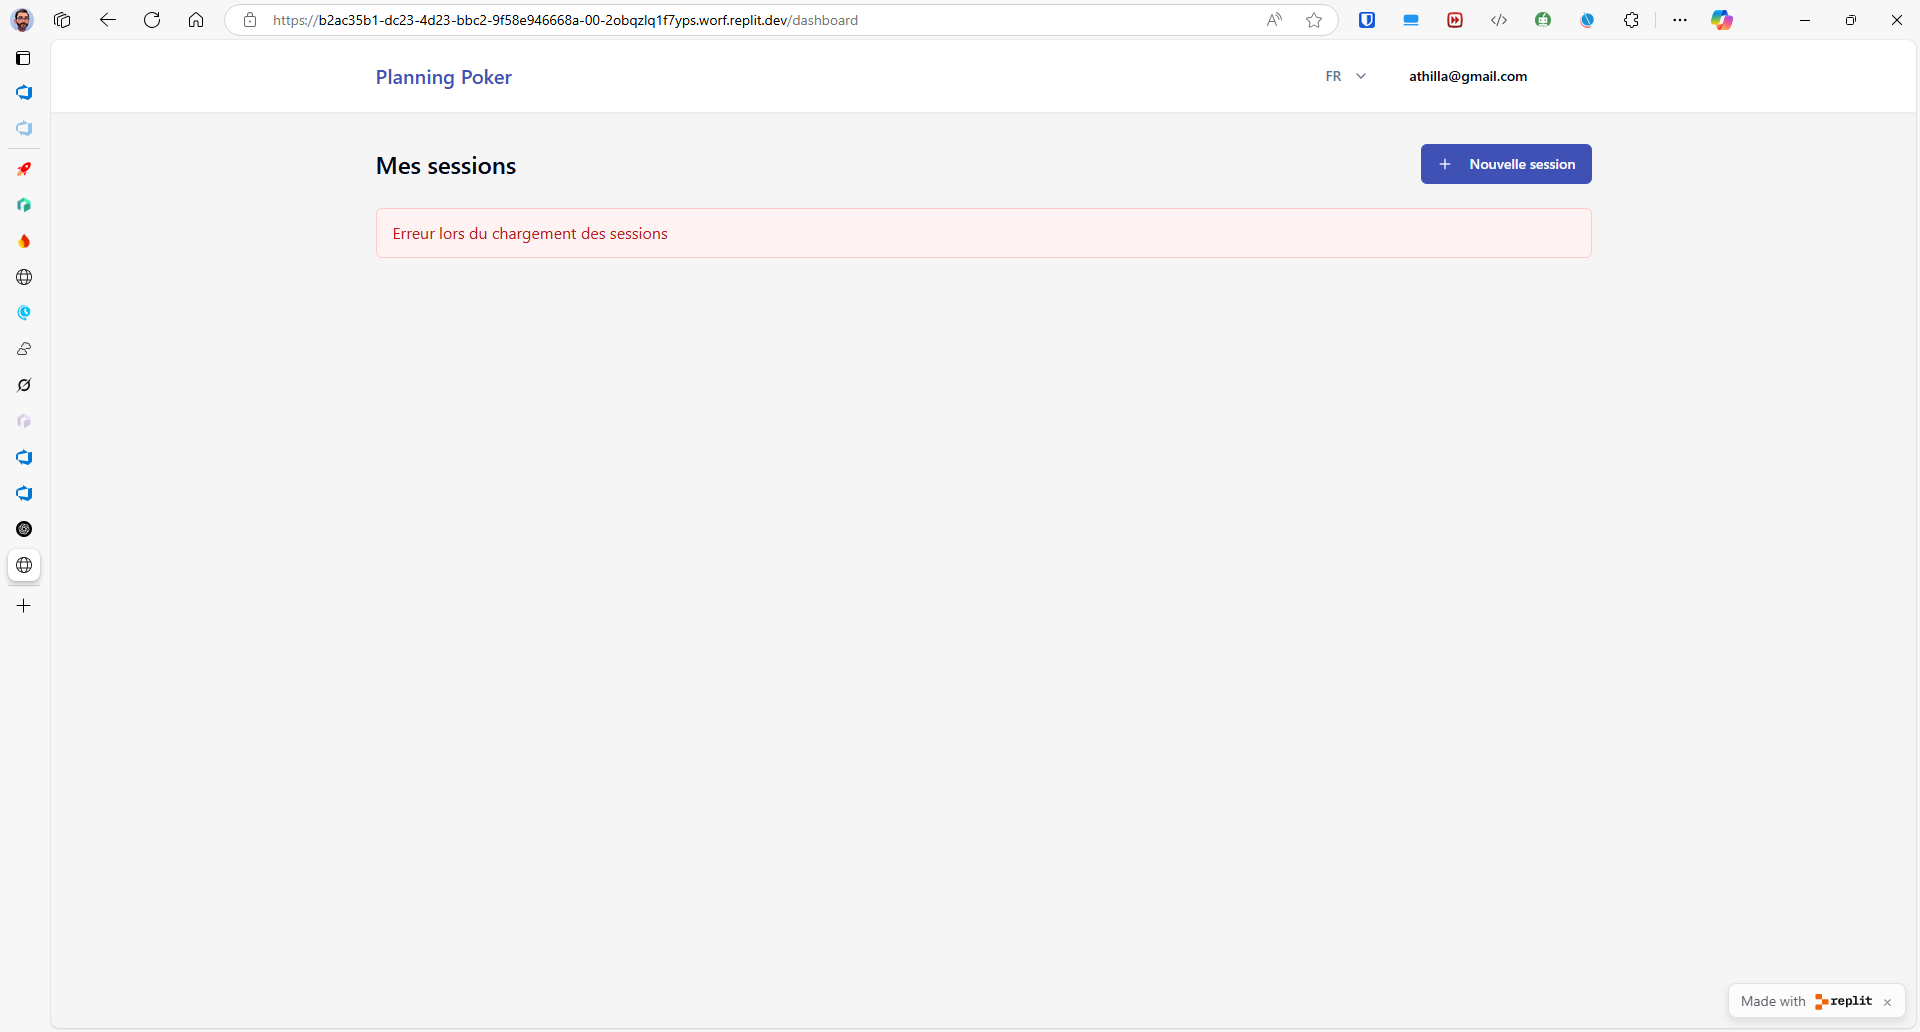 https://b2ac35b1-dc23-4d23-bbc2-9f58e946668a-00-2obqzlq1f7yps.worf.replit.dev/dashboard
Planning Poker
FR
athilla@gmail.com
Mes sessions
Nouvelle session
Erreur lors du chargement des sessions
Made with replit